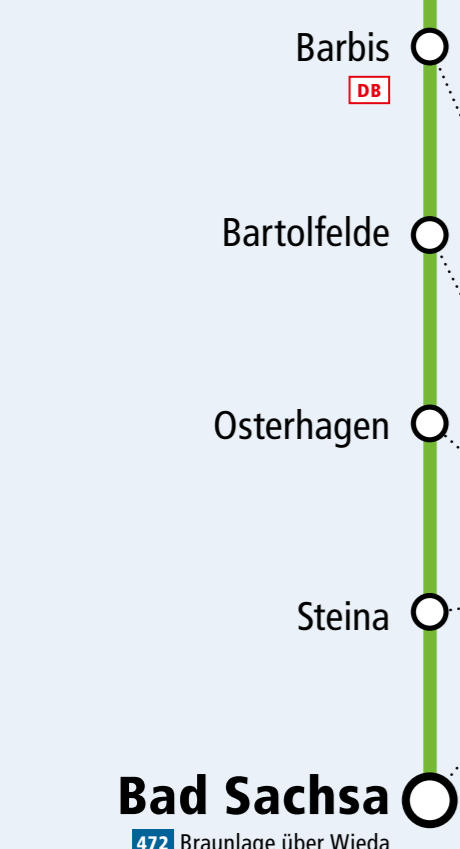 Barbis
DB
Bartolfelde
Osterhagen
Steina
Bad Sachsa
472 Braunlage über Wieda